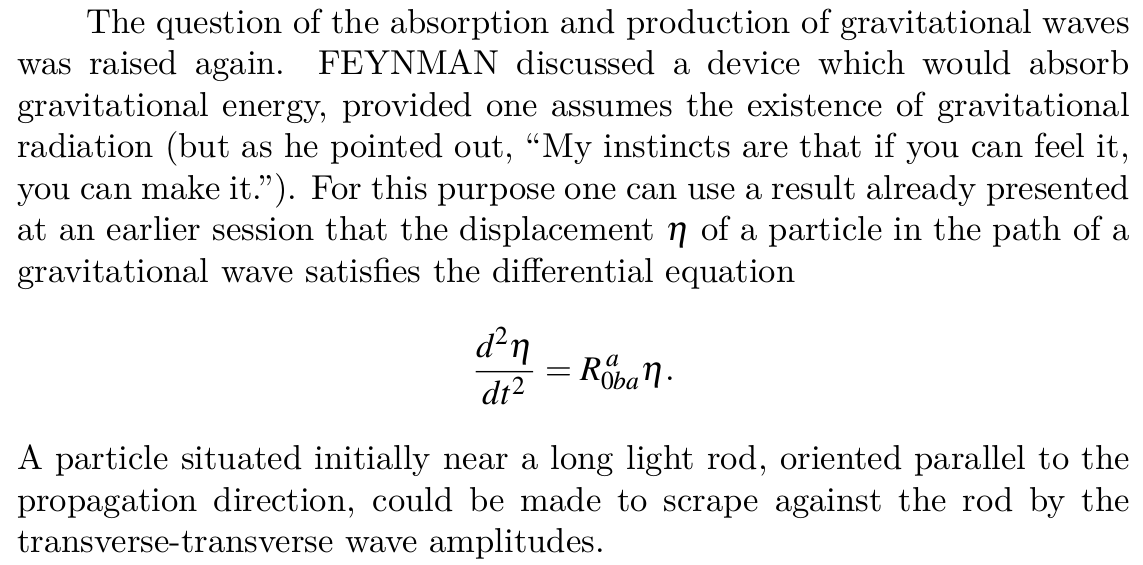 The question of the absorption and production of gravitational waves
was raised again. FEYNMAN discussed a device which would absorb
gravitational energy, provided one assumes the existence of gravitational
radiation (but as he pointed out, “My instincts are that if you can feel it,
you can make it.”). For this purpose one can use a result already presented
at an earlier session that the displacement η of a particle in the path of a
gravitational wave satisfies the differential equation
\frac{d^2η}{dt^2} = R^a_{0ba}η.
A particle situated initially near a long light rod, oriented parallel to the
propagation direction, could be made to scrape against the rod by the
transverse-transverse wave amplitudes.